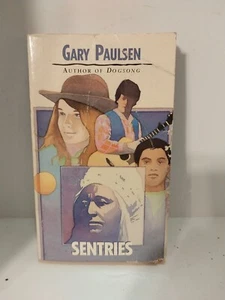 GARY PAULSEN
AUTHOR OF DOGSONG
SENTRIES